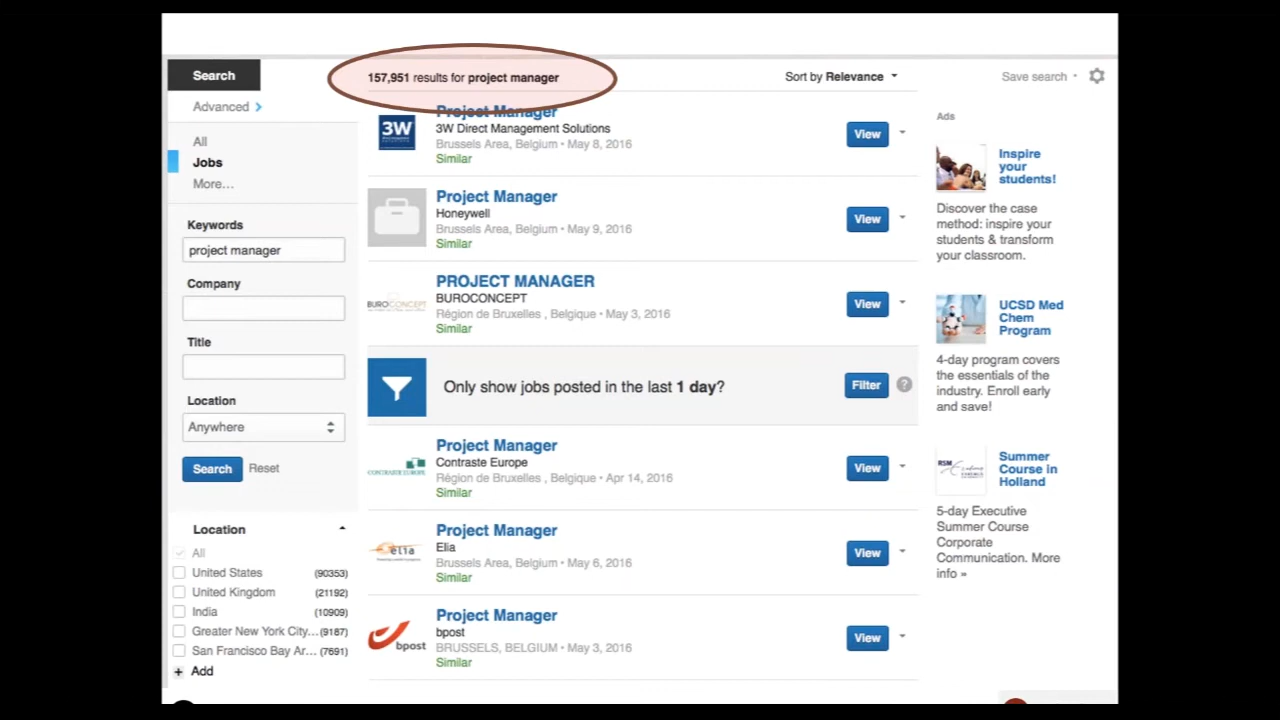 Search
Advanced
All
Jobs
More...
Keywords
project manager
Company
Title
Location
Anywhere
Search Reset
Location
All
United States (90353)
United Kingdom (21192)
India (10909)
Greater New York City... (9187)
San Francisco Bay Ar... (7691)
+ Add
157,951 results for project manager
Sort by Relevance
Save search
3W
Project Manager
3W Direct Management Solutions
Brussels Area, Belgium • May 8, 2016
Similar
View
Project Manager
Honeywell
Brussels Area, Belgium • May 9, 2016
Similar
View
BUROCONCEPT
PROJECT MANAGER
BUROCONCEPT
Région de Bruxelles , Belgique • May 3, 2016
Similar
View
Only show jobs posted in the last 1 day?
Filter ?
CONTRASTE EUROPE
Project Manager
Contraste Europe
Région de Bruxelles , Belgique • Apr 14, 2016
Similar
View
elia
Project Manager
Elia
Brussels Area, Belgium • May 6, 2016
Similar
View
bpost
Project Manager
bpost
BRUSSELS, BELGIUM • May 3, 2016
Similar
View
Ads
Inspire
your
students!
Discover the case
method: inspire your
students & transform
your classroom.
UCSD Med
Chem
Program
4-day program covers
the essentials of the
industry. Enroll early
and save!
RSM
Summer
Course in
Holland
5-day Executive
Summer Course
Corporate
Communication. More
info »